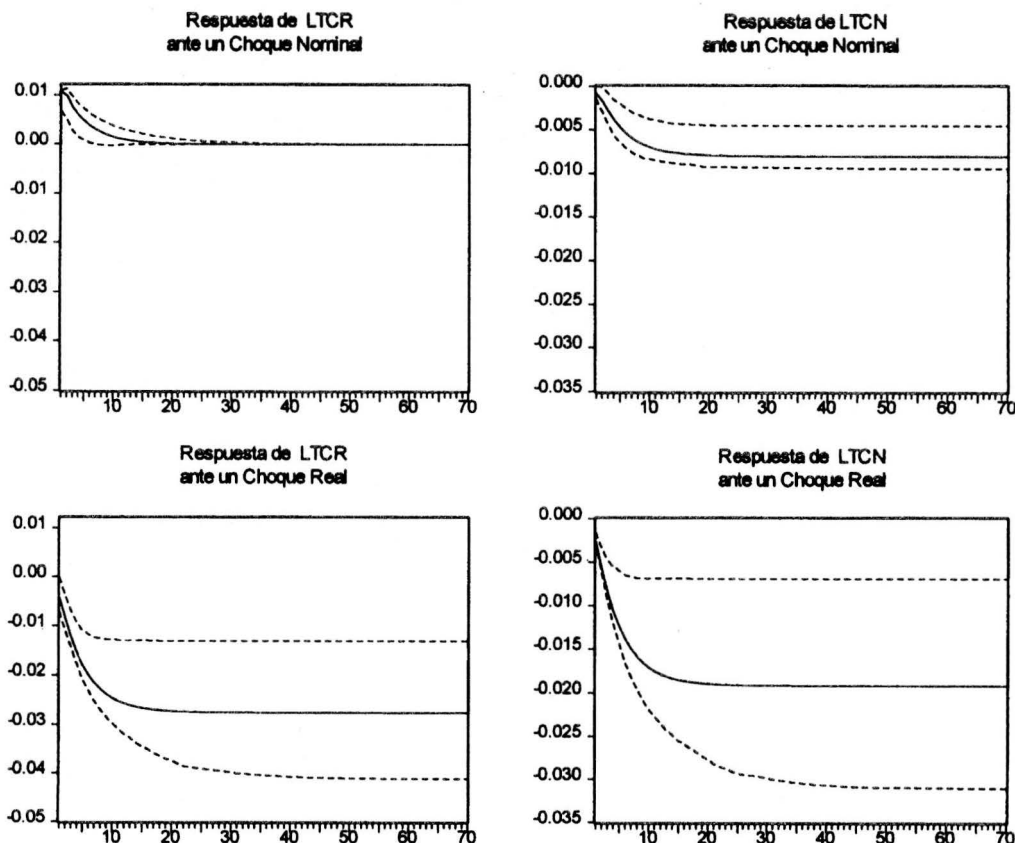 Respuesta de LTCR
ante un Choque Nominal
0.01
0.00
-0.01
-0.02
-0.03
-0.04
-0.05
10 20 30 40 50 60 70
Respuesta de LTCN
ante un Choque Nominal
0.000
-0.005
-0.010
-0.015
-0.020
-0.025
-0.030
-0.035
10 20 30 40 50 60 70
Respuesta de LTCR
ante un Choque Real
0.01
0.00
-0.01
-0.02
-0.03
-0.04
-0.05
10 20 30 40 50 60 70
Respuesta de LTCN
ante un Choque Real
0.000
-0.005
-0.010
-0.015
-0.020
-0.025
-0.030
-0.035
10 20 30 40 50 60 70